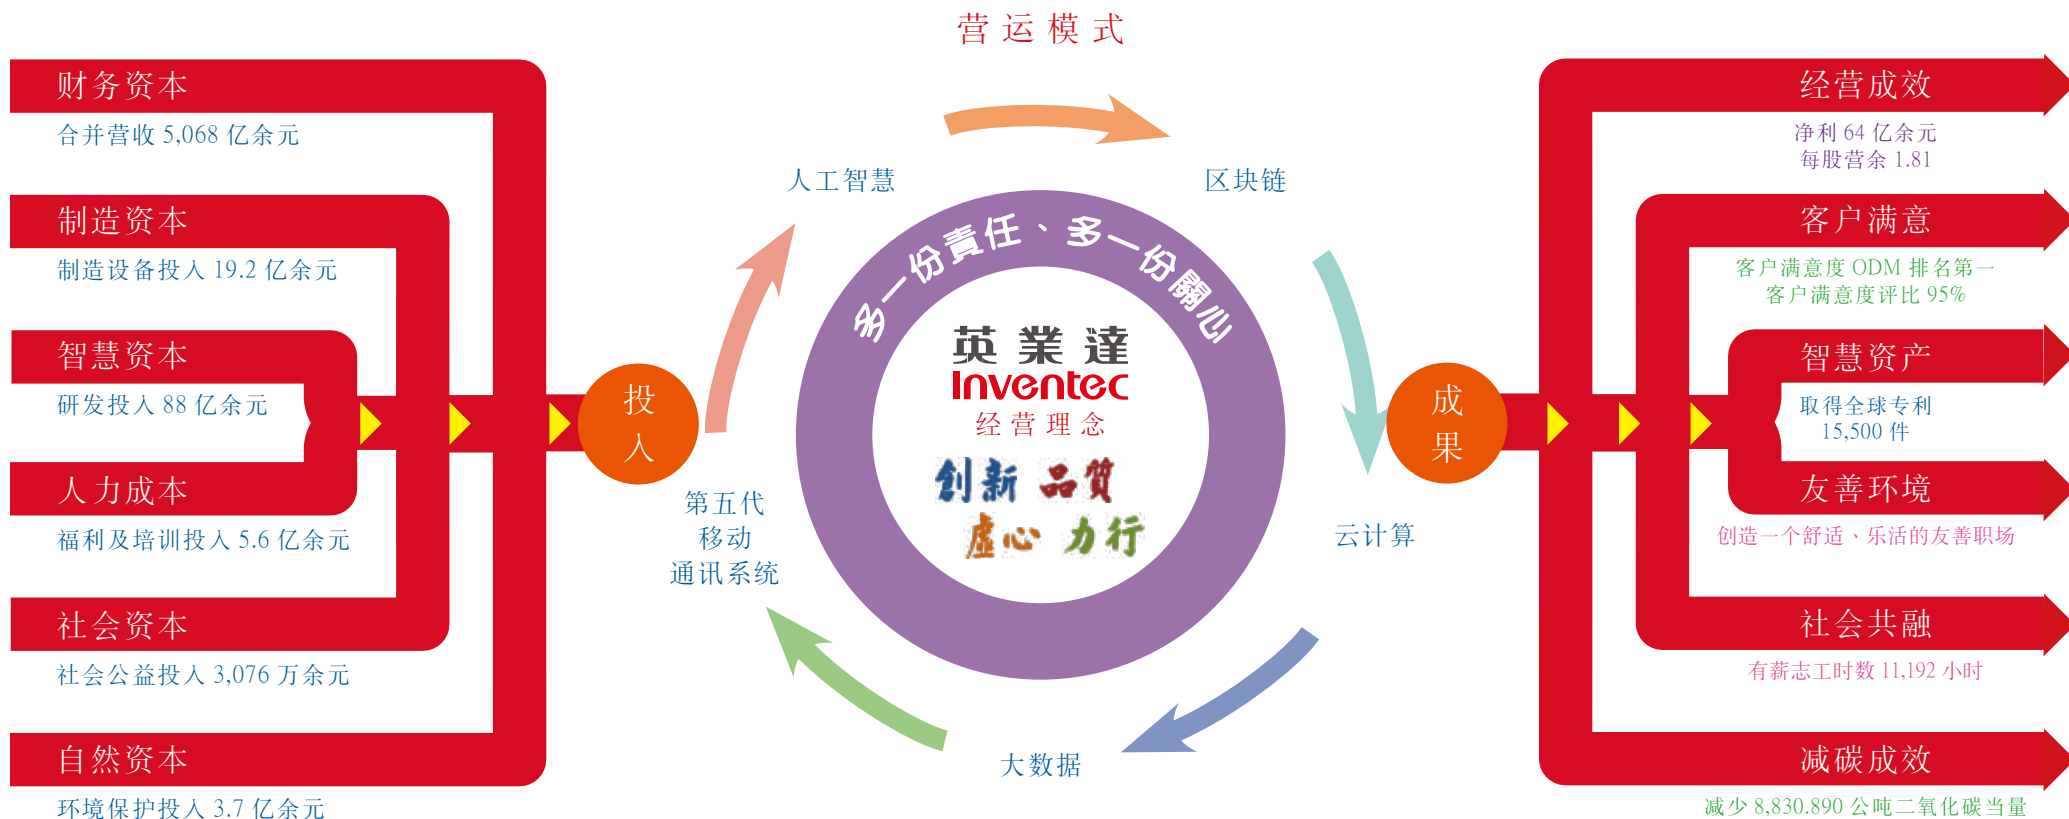 营运模式
财务资本
合并营收 5,068 亿余元
制造资本
制造设备投入 19.2 亿余元
智慧资本
研发投入 88 亿余元
人力成本
福利及培训投入 5.6 亿余元
社会资本
社会公益投入 3,076 万余元
自然资本
环境保护投入 3.7 亿余元
投
入
人工智慧
区块链
云计算
大数据
第五代
移动
通讯系统
多一份責任、多一份關心
英業達
Inventec
经营理念
創新 品質
虛心 力行
成
果
经营成效
净利 64 亿余元
每股营余 1.81
客户满意
客户满意度 ODM 排名第一
客户满意度评比 95%
智慧资产
取得全球专利
15,500 件
友善环境
创造一个舒适、乐活的友善职场
社会共融
有薪志工时数 11,192 小时
减碳成效
减少 8,830.890 公吨二氧化碳当量